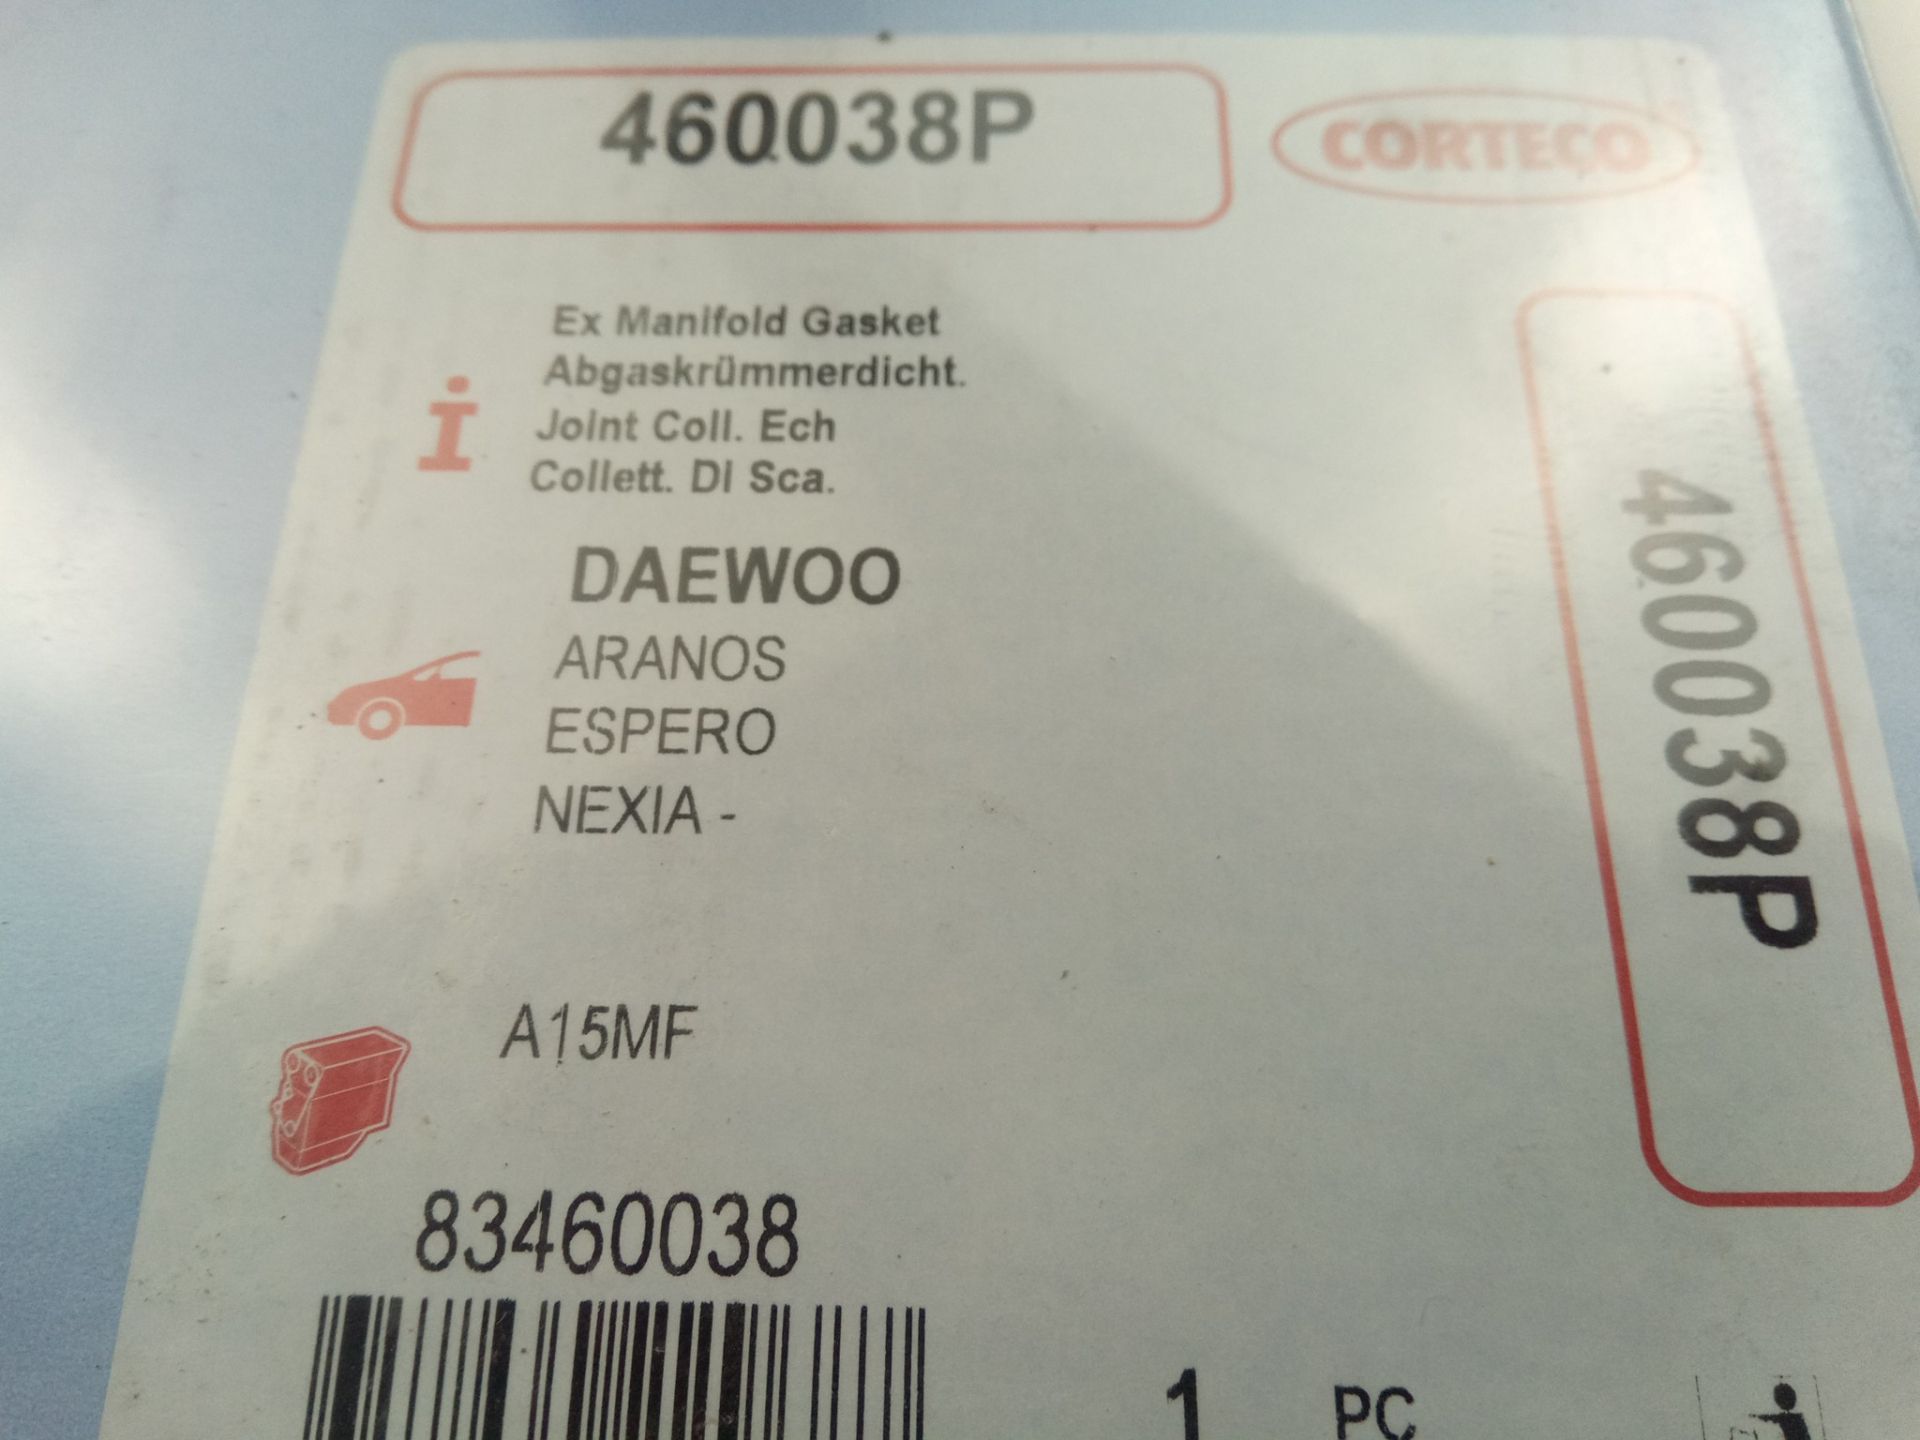 460038P
CORTECO
Ex Manifold Gasket
Abgaskrümmerdicht.
Joint Coll. Ech
Collett. Di Sca.
DAEWOO
ARANOS
ESPERO
NEXIA -
460038P
A15MF
83460038
1 PC